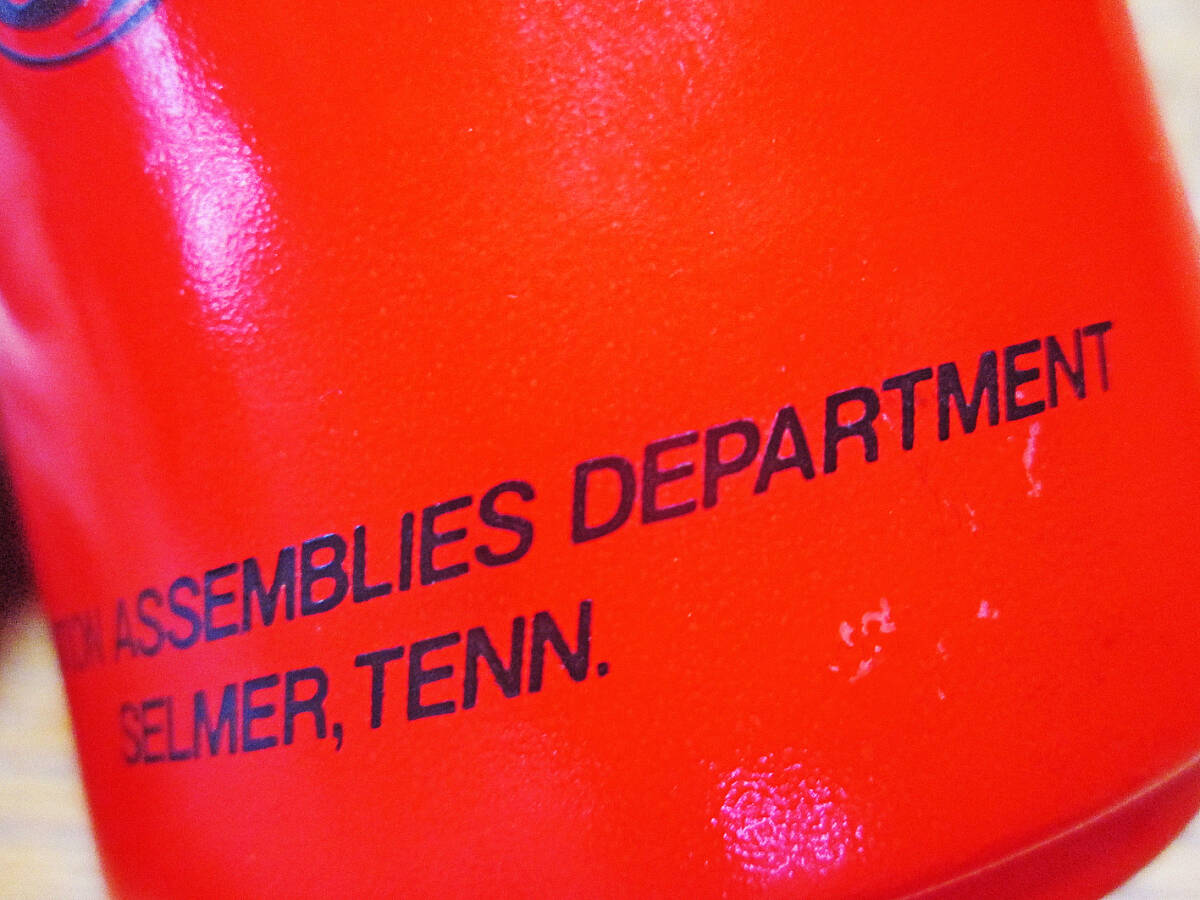 ASSEMBLIES DEPARTMENT
SELMER, TENN.